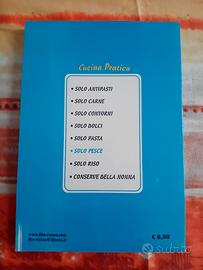 Cucina Pratica
• SOLO ANTIPASTI
• SOLO CARNE
• SOLO CONTORNI
• SOLO DOLCI
• SOLO PASTA
• SOLO PESCE
• SOLO RISO
• CONSERVE DELLA NONNA
€ 6,50
subito